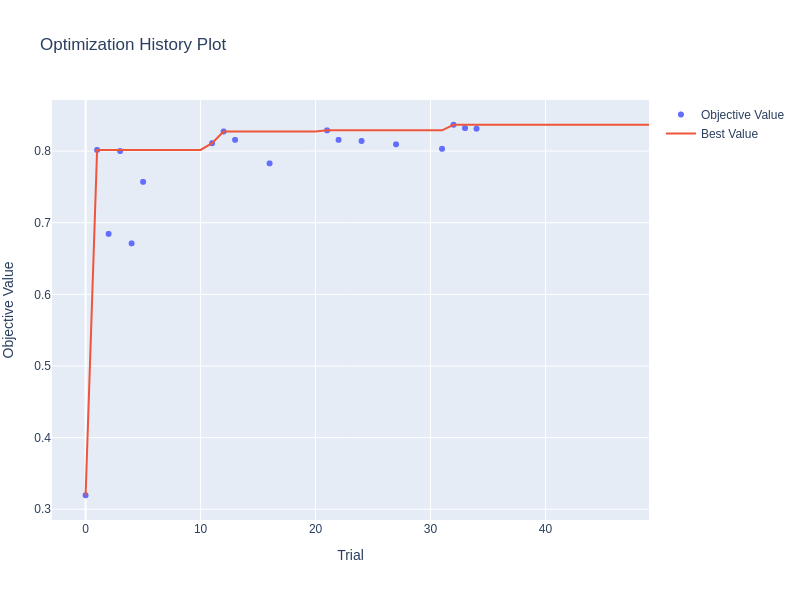 Optimization History Plot
Objective Value
Best Value
0.8
0.7
0.6
0.5
0.4
0.3
Objective Value
0 10 20 30 40
Trial